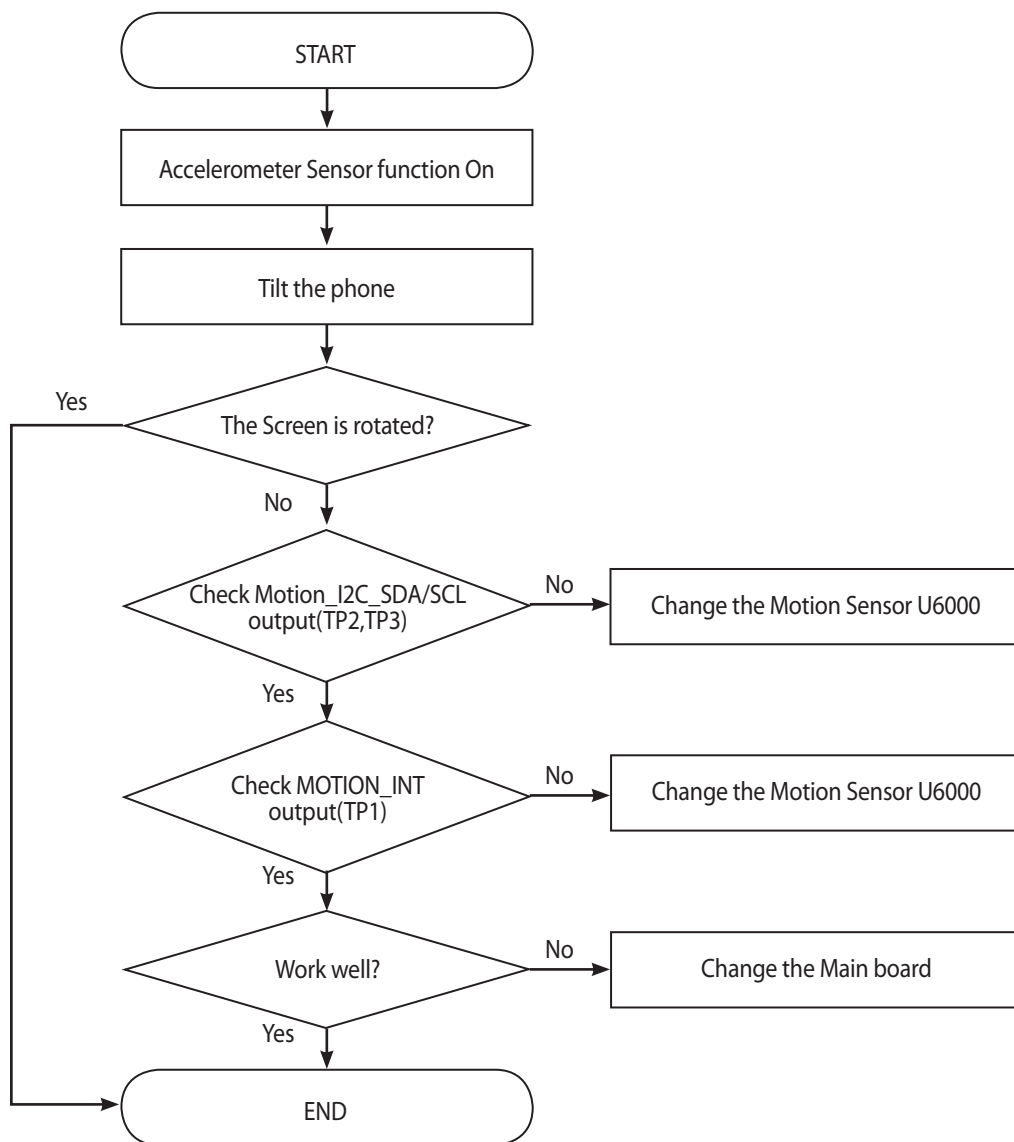 START
Accelerometer Sensor function On
Tilt the phone
Yes
The Screen is rotated?
No
Check Motion_I2C_SDA/SCL
output(TP2,TP3)
No
Change the Motion Sensor U6000
Yes
Check MOTION_INT
output(TP1)
No
Change the Motion Sensor U6000
Yes
Work well?
No
Change the Main board
Yes
END